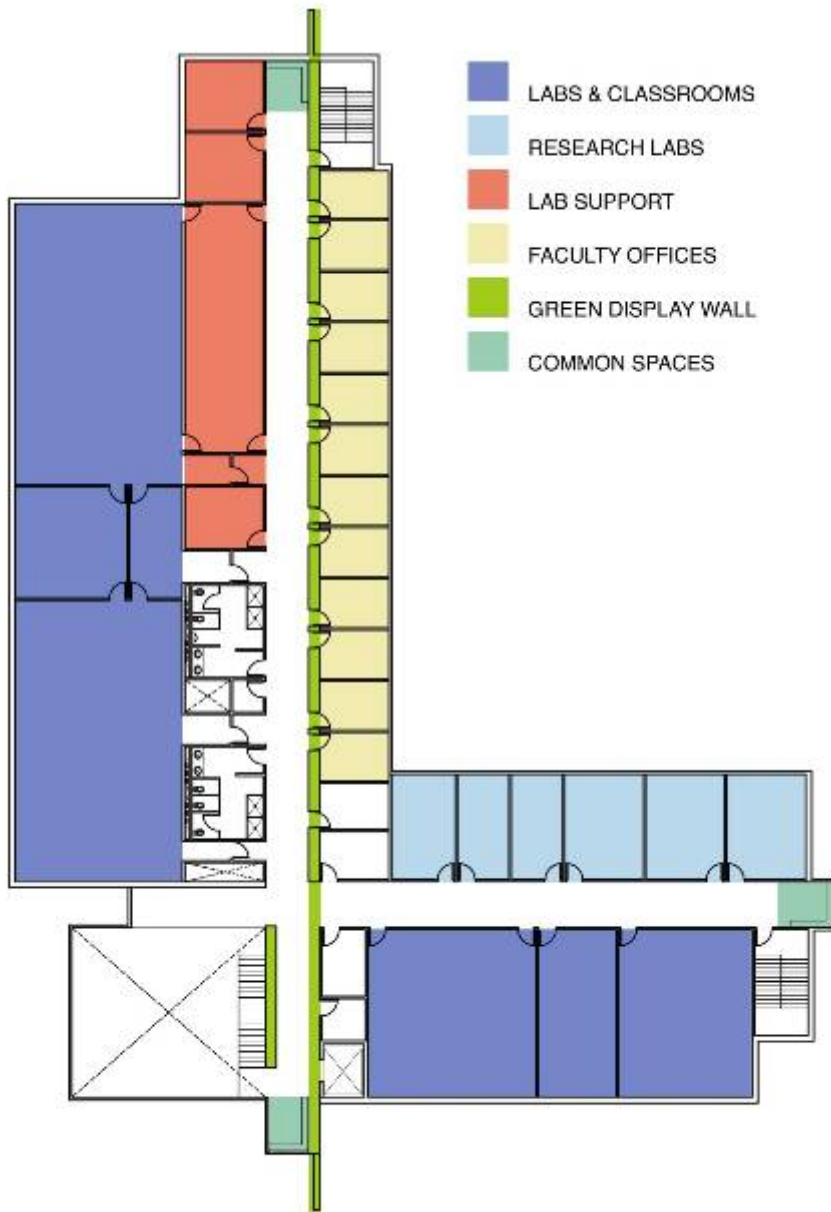 LABS & CLASSROOMS
RESEARCH LABS
LAB SUPPORT
FACULTY OFFICES
GREEN DISPLAY WALL
COMMON SPACES